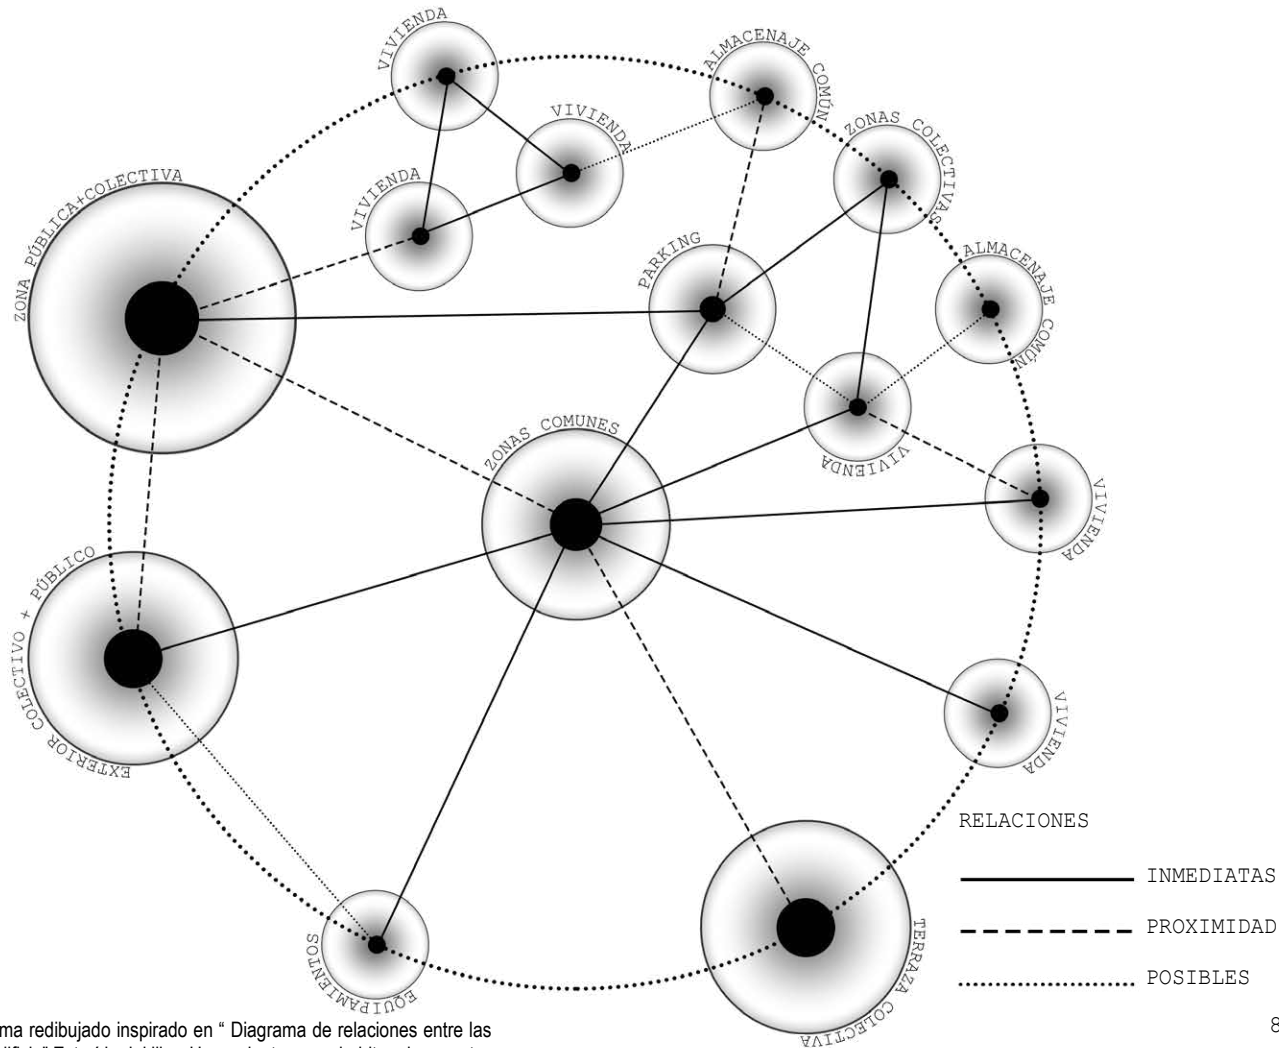 VIVIENDA
ALMACENAJE COMÚN
VIVIENDA
ZONAS COLECTIVAS
VIVIENDA
ZONA PÚBLICA+COLECTIVA
PARKING
ALMACENAJE COMÚN
ZONAS COMUNES
VIVIENDA
VIVIENDA
EXTERIOR COLECTIVO + PÚBLICO
VIVIENDA
EQUIPAMIENTOS
TERRAZA COLECTIVA
RELACIONES
INMEDIATAS
PROXIMIDAD
POSIBLES
ma redibujado inspirado en “ Diagrama de relaciones entre las
8